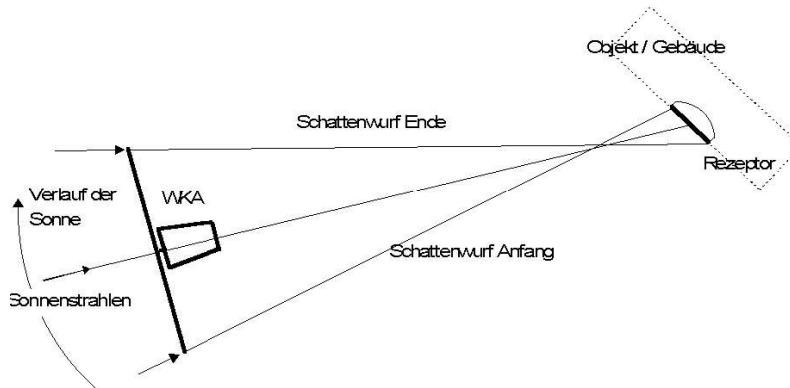 Objekt / Gebäude
Schattenwurf Ende
Rezeptor
Verlauf der
Sonne
WKA
Schattenwurf Anfang
Sonnenstrahlen